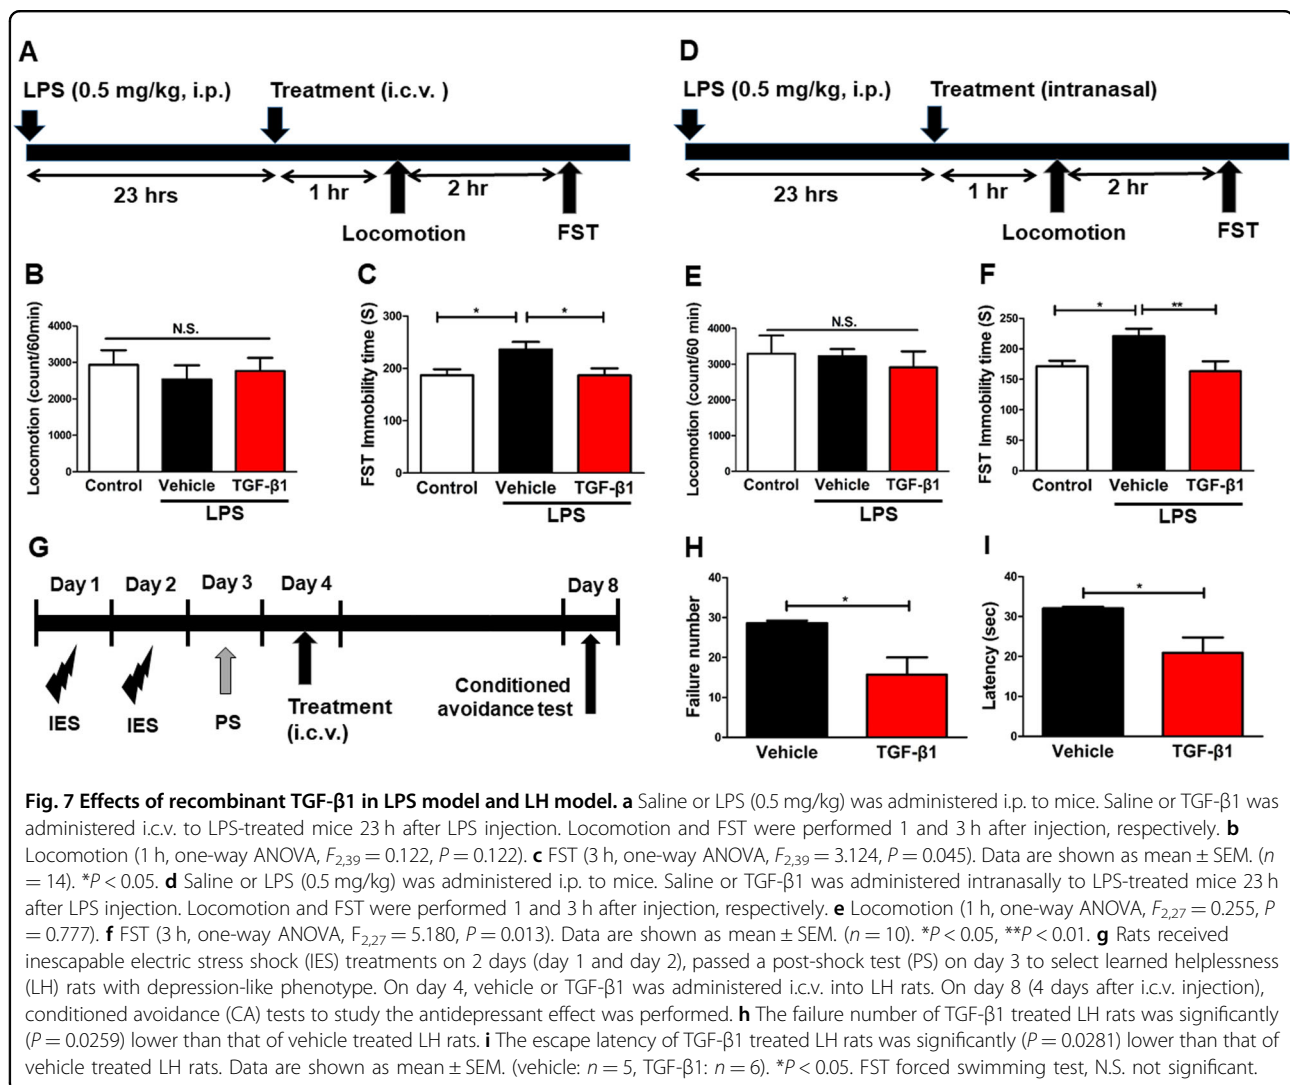 A
LPS (0.5 mg/kg, i.p.)
Treatment (i.c.v. )
23 hrs
1 hr
2 hr
Locomotion
FST
D
LPS (0.5 mg/kg, i.p.)
Treatment (intranasal)
23 hrs
1 hr
2 hr
Locomotion
FST
B
Locomotion (count/60min)
4000
3000
2000
1000
0
N.S.
Control
Vehicle
TGF-β1
LPS
C
FST Immobility time (S)
300
200
100
0
*
*
Control
Vehicle
TGF-β1
LPS
E
Locomotion (count/60 min)
4000
3000
2000
1000
0
N.S.
Control
Vehicle
TGF-β1
LPS
F
FST Immobility time (S)
250
200
150
100
50
0
*
**
Control
Vehicle
TGF-β1
LPS
G
Day 1
Day 2
Day 3
Day 4
Day 8
IES
IES
PS
Treatment
(i.c.v.)
Conditioned
avoidance test
H
Failure number
40
30
20
10
0
*
Vehicle
TGF-β1
I
Latency (sec)
40
30
20
10
0
*
Vehicle
TGF-β1
Fig. 7 Effects of recombinant TGF-β1 in LPS model and LH model. a Saline or LPS (0.5 mg/kg) was administered i.p. to mice. Saline or TGF-β1 was
administered i.c.v. to LPS-treated mice 23 h after LPS injection. Locomotion and FST were performed 1 and 3 h after injection, respectively. b
Locomotion (1 h, one-way ANOVA, F2,39 = 0.122, P = 0.122). c FST (3 h, one-way ANOVA, F2,39 = 3.124, P = 0.045). Data are shown as mean ± SEM. (n
= 14). *P < 0.05. d Saline or LPS (0.5 mg/kg) was administered i.p. to mice. Saline or TGF-β1 was administered intranasally to LPS-treated mice 23 h
after LPS injection. Locomotion and FST were performed 1 and 3 h after injection, respectively. e Locomotion (1 h, one-way ANOVA, F2,27 = 0.255, P
= 0.777). f FST (3 h, one-way ANOVA, F2,27 = 5.180, P = 0.013). Data are shown as mean ± SEM. (n = 10). *P < 0.05, **P < 0.01. g Rats received
inescapable electric stress shock (IES) treatments on 2 days (day 1 and day 2), passed a post-shock test (PS) on day 3 to select learned helplessness
(LH) rats with depression-like phenotype. On day 4, vehicle or TGF-β1 was administered i.c.v. into LH rats. On day 8 (4 days after i.c.v. injection),
conditioned avoidance (CA) tests to study the antidepressant effect was performed. h The failure number of TGF-β1 treated LH rats was significantly
(P = 0.0259) lower than that of vehicle treated LH rats. i The escape latency of TGF-β1 treated LH rats was significantly (P = 0.0281) lower than that of
vehicle treated LH rats. Data are shown as mean ± SEM. (vehicle: n = 5, TGF-β1: n = 6). *P < 0.05. FST forced swimming test, N.S. not significant.